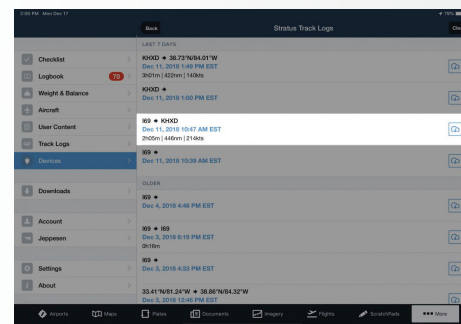 2:03 PM Mon Dec 17
76%
Back
Stratus Track Logs
LAST 7 DAYS
Checklist
Logbook
70
Weight & Balance
Aircraft
User Content
Track Logs
Devices
Downloads
Account
Jeppesen
Settings
About
KHXD ✈ 38.73°N/84.01°W
Dec 11, 2018 1:49 PM EST
3h01m | 422nm | 140kts
KHXD ✈
Dec 11, 2018 1:00 PM EST
I69 ✈ KHXD
Dec 11, 2018 10:47 AM EST
2h05m | 446nm | 214kts
I69 ✈
Dec 11, 2018 10:39 AM EST
OLDER
I69 ✈
Dec 4, 2018 4:46 PM EST
I69 ✈ I69
Dec 3, 2018 6:19 PM EST
0h16m
I69 ✈
Dec 3, 2018 4:33 PM EST
33.41°N/81.24°W ✈ 38.86°N/84.32°W
Dec 3, 2018 12:46 PM EST
Airports
Maps
Plates
Documents
Imagery
Flights
ScratchPads
More